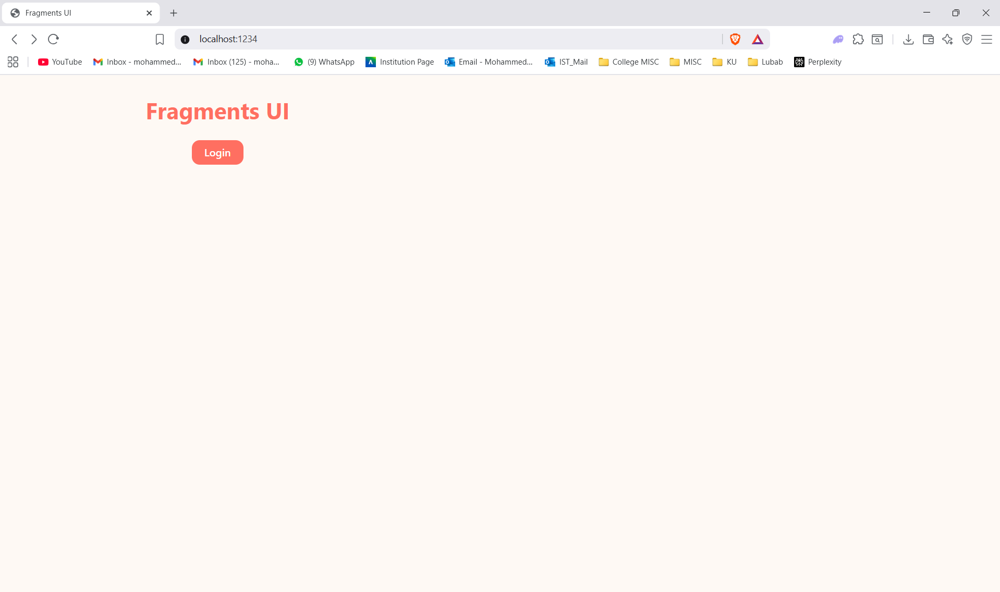 Fragments UI
localhost:1234
YouTube
Inbox - mohammed...
Inbox (125) - moha...
(9) WhatsApp
Institution Page
Email - Mohammed...
IST_Mail
College MISC
MISC
KU
Lubab
Perplexity
Fragments UI
Login